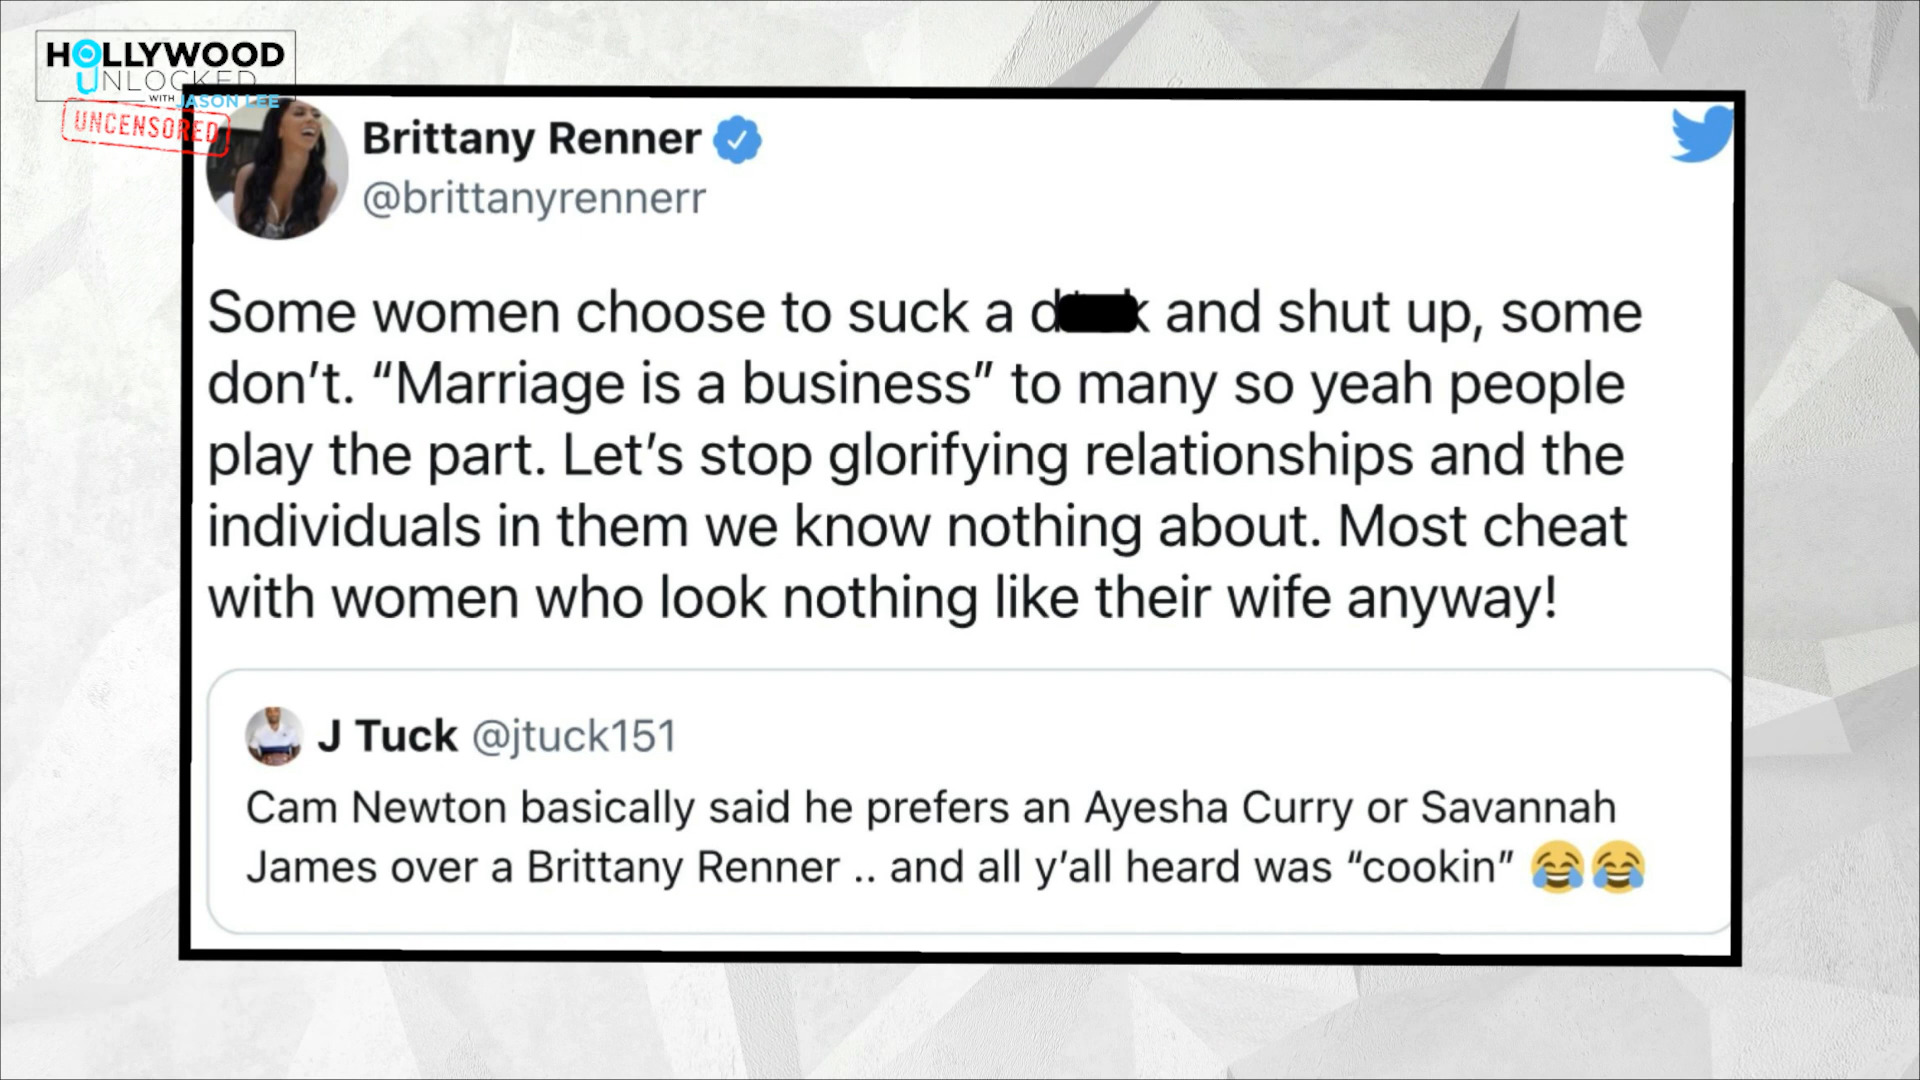 HOLLYWOOD
UNLOCKED
WITH JASON LEE
UNCENSORED
Brittany Renner
@brittanyrennerr
Some women choose to suck a d k and shut up, some
don’t. “Marriage is a business” to many so yeah people
play the part. Let’s stop glorifying relationships and the
individuals in them we know nothing about. Most cheat
with women who look nothing like their wife anyway!
J Tuck @jtuck151
Cam Newton basically said he prefers an Ayesha Curry or Savannah
James over a Brittany Renner .. and all y’all heard was “cookin” 😂😂